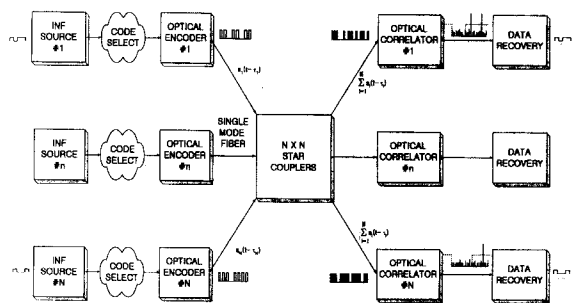 INF
SOURCE
#1
CODE
SELECT
OPTICAL
ENCODER
#1
OPTICAL
CORRELATOR
#1
DATA
RECOVERY
INF
SOURCE
#n
CODE
SELECT
OPTICAL
ENCODER
#n
SINGLE
MODE
FIBER
N X N
STAR
COUPLERS
OPTICAL
CORRELATOR
#n
DATA
RECOVERY
INF
SOURCE
#N
CODE
SELECT
OPTICAL
ENCODER
#N
OPTICAL
CORRELATOR
#N
DATA
RECOVERY